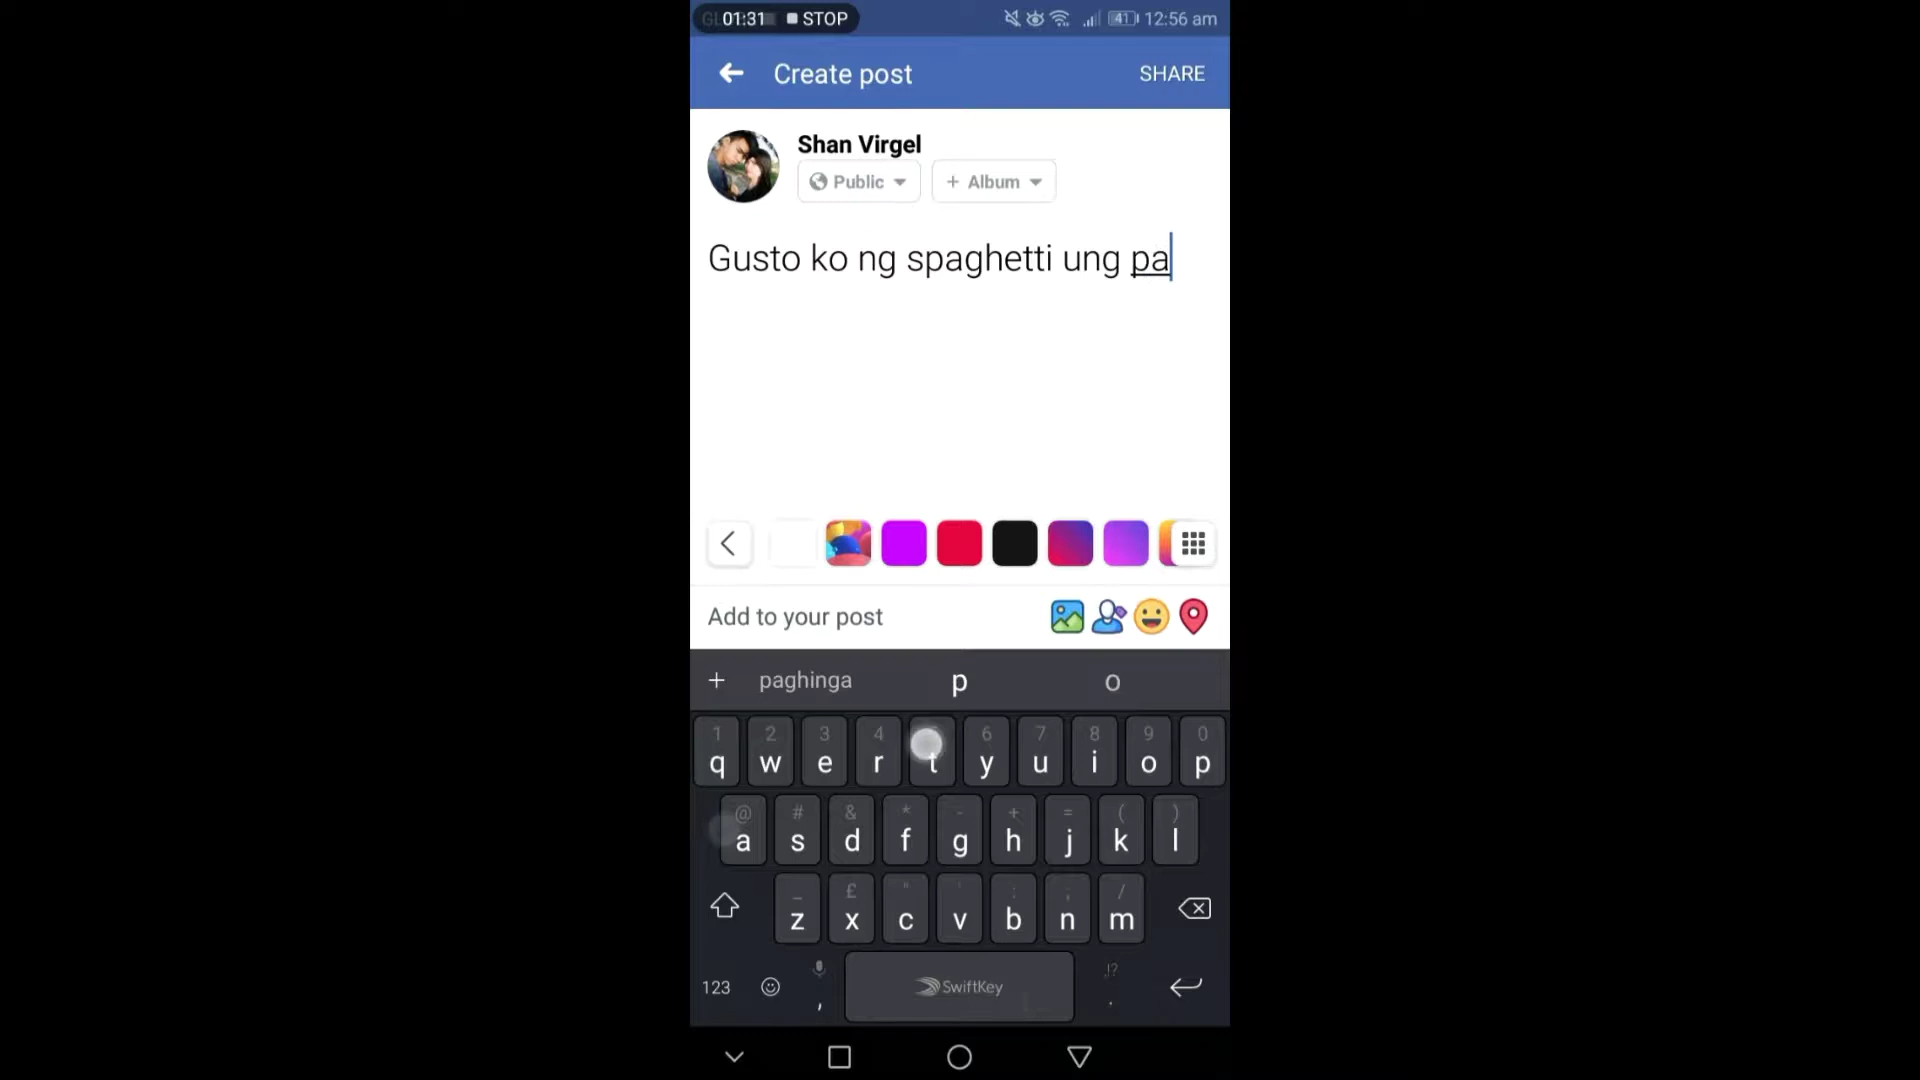 01:31 STOP 41 12:56 am
Create post SHARE
Shan Virgel
Public + Album
Gusto ko ng spaghetti ung pa
Add to your post
+ paghinga p o
1 2 3 4 6 7 8 9 0
q w e r t y u i o p
@ # & * - + = ( )
a s d f g h j k l
_ £ " ' : ; /
z x c v b n m
123 , SwiftKey !? .